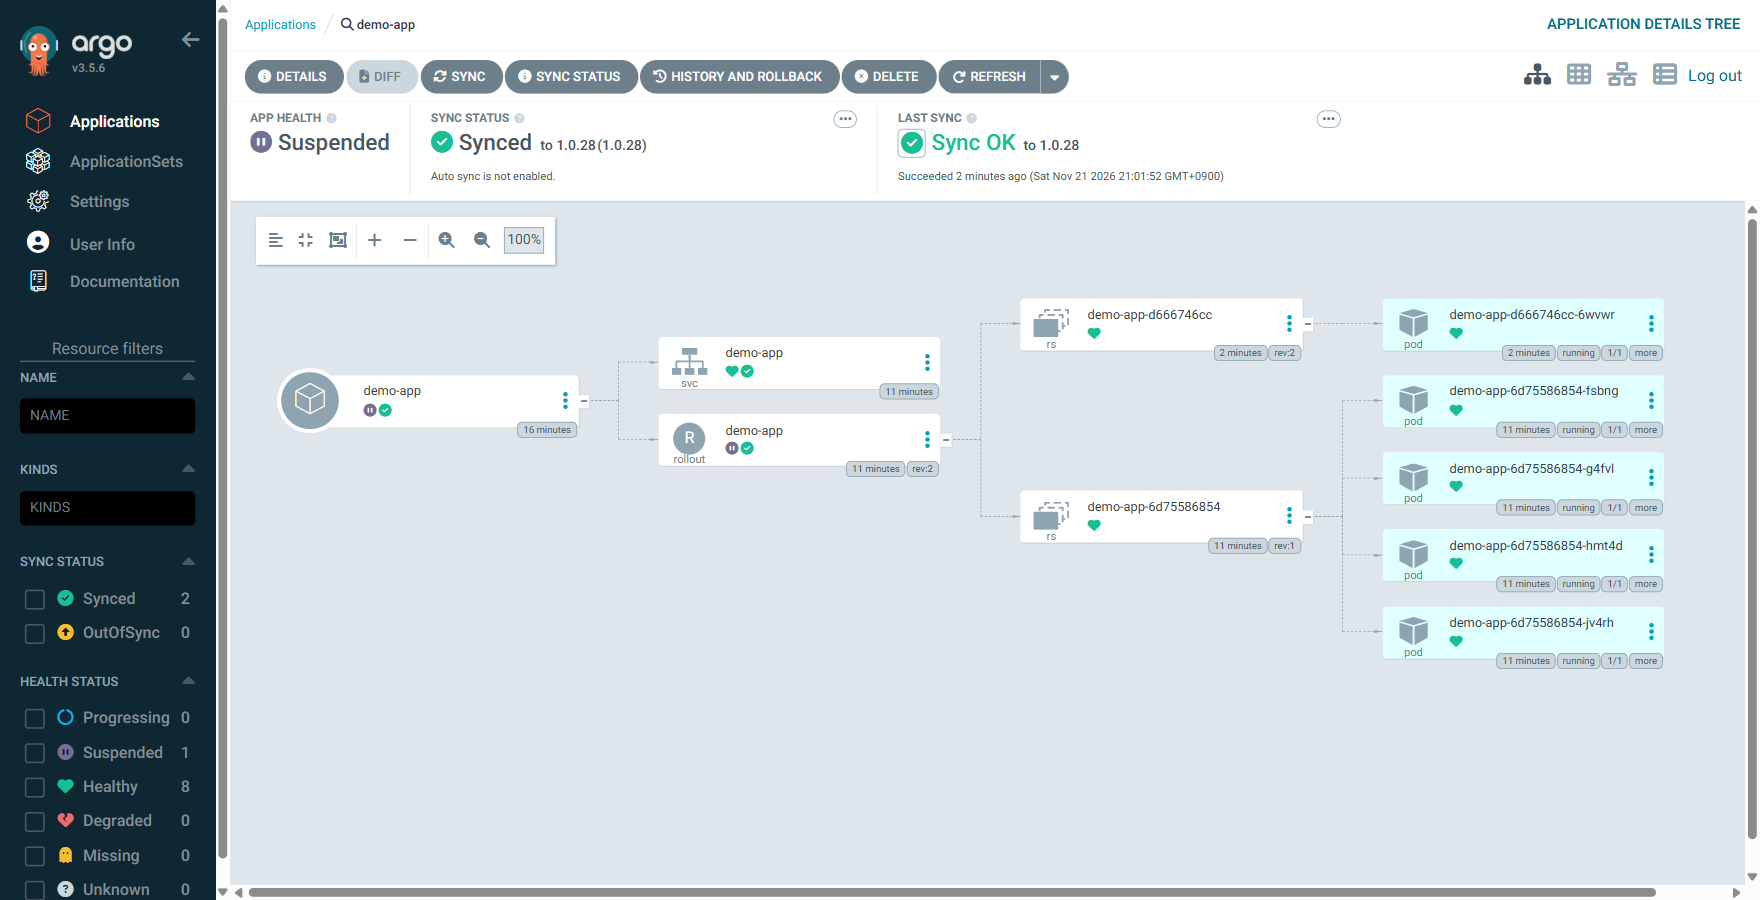 argo
v3.5.6
Applications
ApplicationSets
Settings
User Info
Documentation
Resource filters
NAME
NAME
KINDS
KINDS
SYNC STATUS
Synced 2
OutOfSync 0
HEALTH STATUS
Progressing 0
Suspended 1
Healthy 8
Degraded 0
Missing 0
Unknown 0
Applications / demo-app
APPLICATION DETAILS TREE
DETAILS DIFF SYNC SYNC STATUS HISTORY AND ROLLBACK DELETE REFRESH
Log out
APP HEALTH
Suspended
SYNC STATUS
Synced to 1.0.28 (1.0.28)
Auto sync is not enabled.
LAST SYNC
Sync OK to 1.0.28
Succeeded 2 minutes ago (Sat Nov 21 2026 21:01:52 GMT+0900)
100%
demo-app
16 minutes
demo-app
svc
11 minutes
R
demo-app
rollout
11 minutes rev:2
demo-app-d666746cc
rs
2 minutes rev:2
demo-app-6d75586854
rs
11 minutes rev:1
demo-app-d666746cc-6wvwr
pod
2 minutes running 1/1 more
demo-app-6d75586854-fsbng
pod
11 minutes running 1/1 more
demo-app-6d75586854-g4fvl
pod
11 minutes running 1/1 more
demo-app-6d75586854-hmt4d
pod
11 minutes running 1/1 more
demo-app-6d75586854-jv4rh
pod
11 minutes running 1/1 more